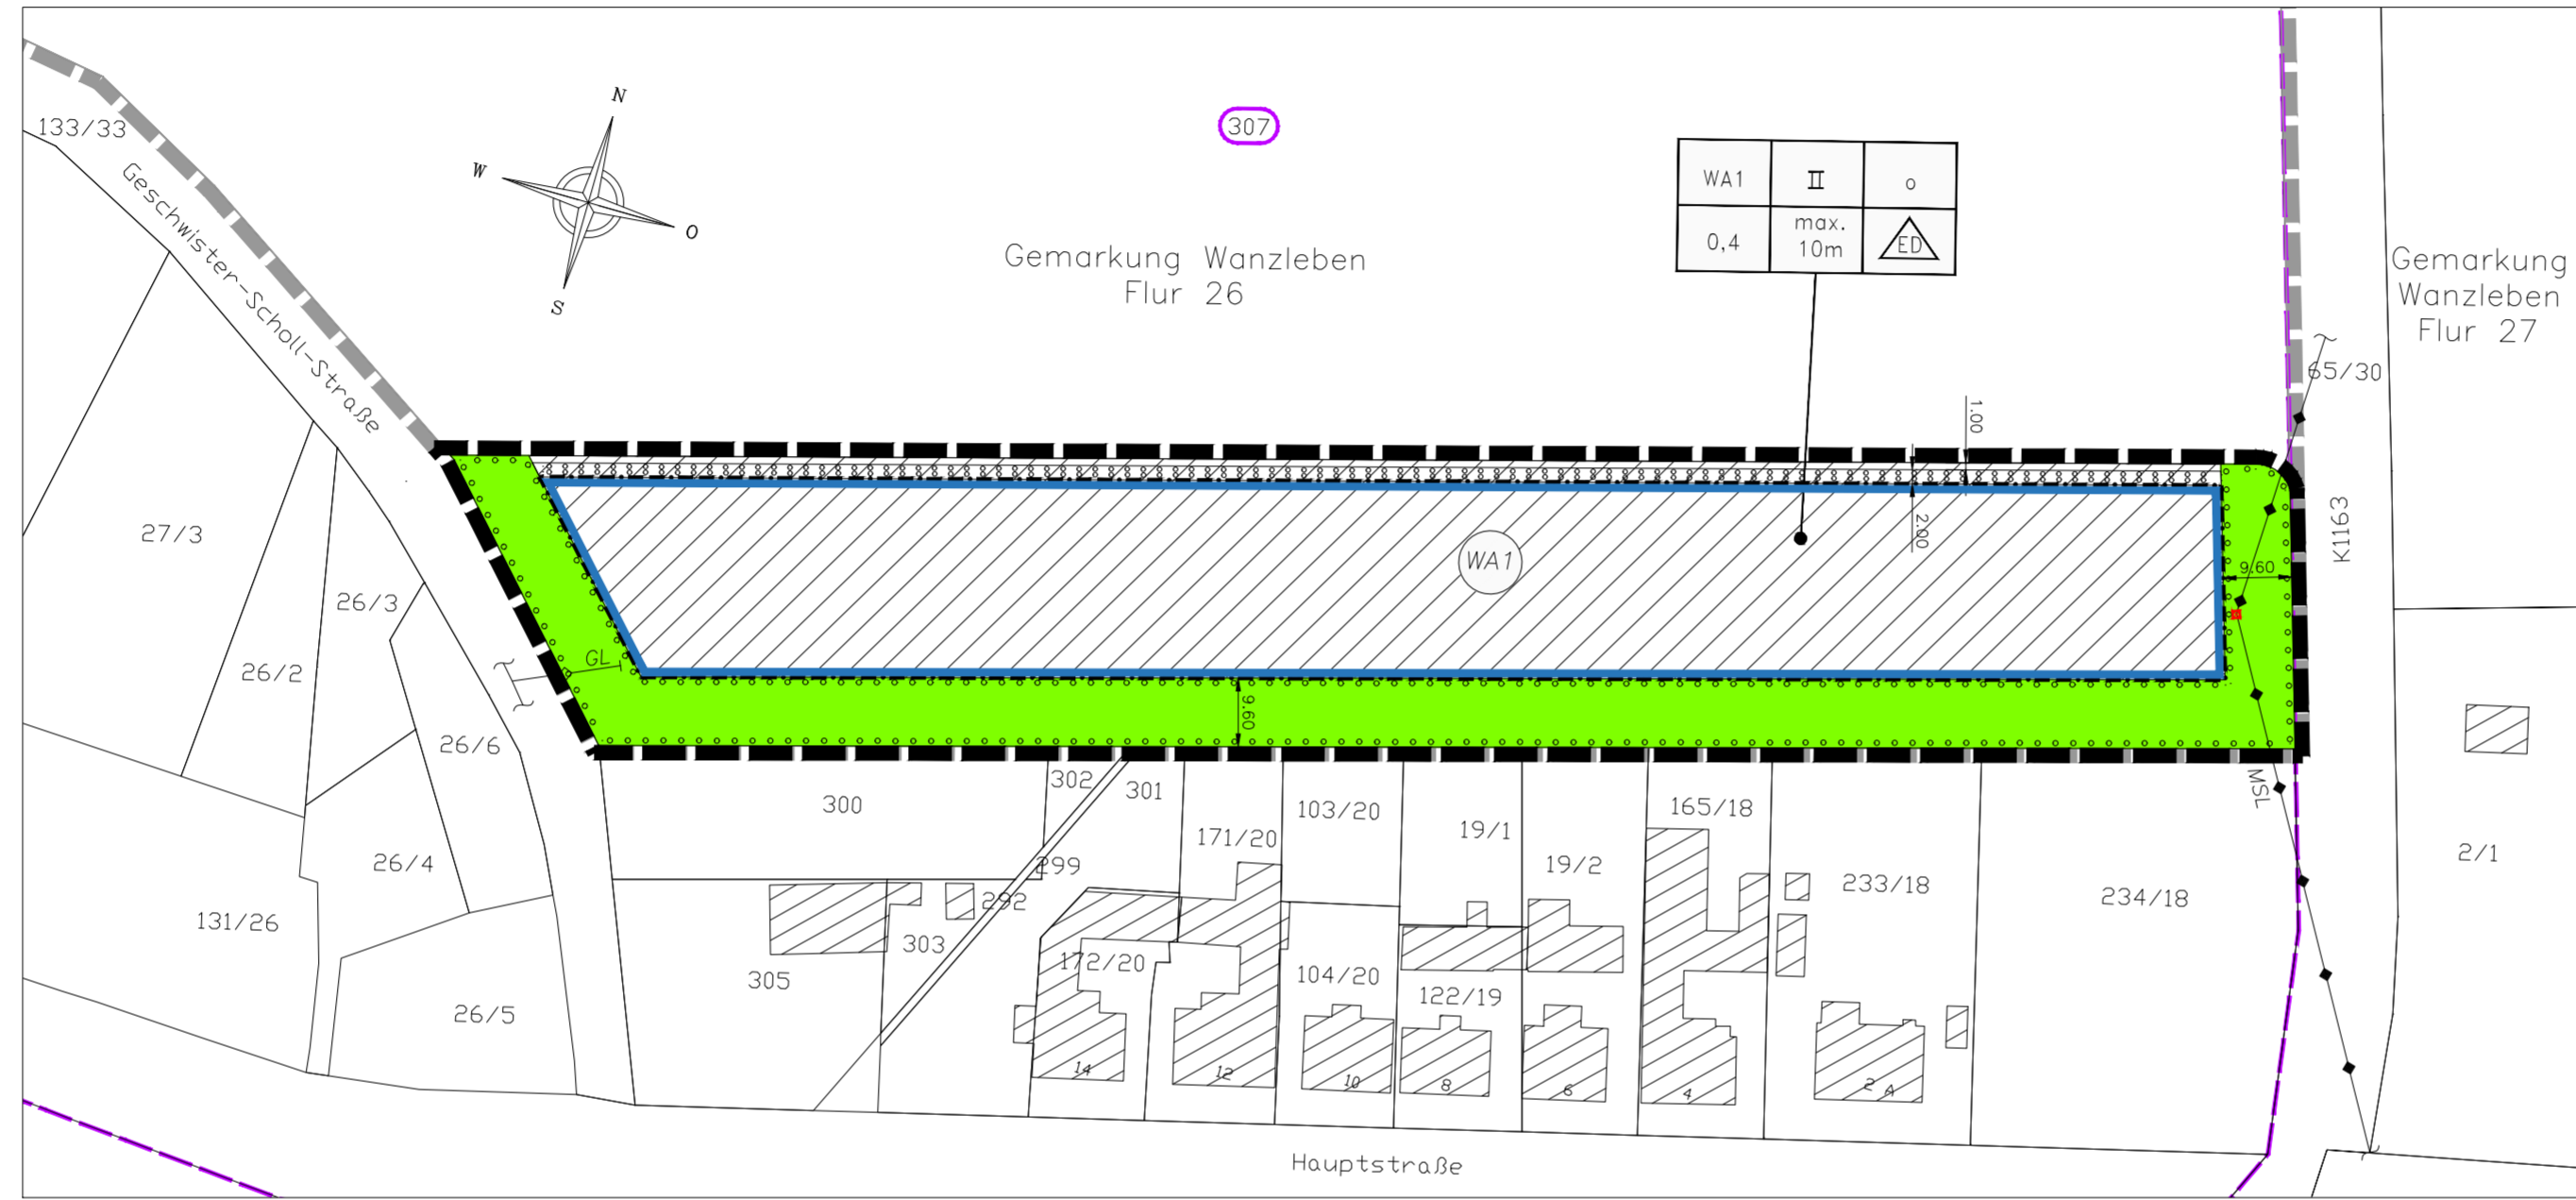 133/33
Geschwister-Scholl-Straße
N
W
O
S
307
Gemarkung Wanzleben
Flur 26
WA1
II
o
0,4
max.
10m
ED
Gemarkung
Wanzleben
Flur 27
65/30
1.00
2.00
K1163
9.60
WA1
27/3
26/3
26/2
GL
26/6
9.60
MSL
300
302
301
171/20
103/20
19/1
165/18
19/2
233/18
234/18
2/1
26/4
299
292
131/26
303
172/20
305
104/20
122/19
26/5
14
12
10
8
6
4
2 A
Hauptstraße